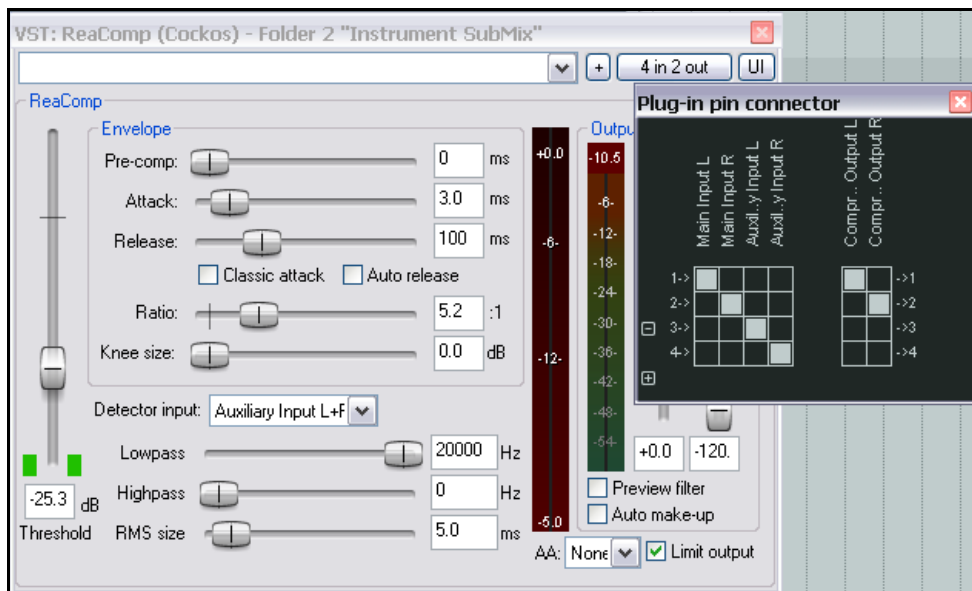 VST: ReaComp (Cockos) - Folder 2 "Instrument SubMix"
+ 4 in 2 out UI
ReaComp
Envelope
Pre-comp: 0 ms
Attack: 3.0 ms
Release: 100 ms
Classic attack Auto release
Ratio: 5.2 :1
Knee size: 0.0 dB
Detector input: Auxiliary Input L+F
Lowpass 20000 Hz
Highpass 0 Hz
RMS size 5.0 ms
-25.3 dB
Threshold
+0.0
-6-
-12-
-5.0
Outpu
-10.5
-6-
-12-
-18-
-24-
-30-
-36-
-42-
-48-
-54-
+0.0 -120.
Preview filter
Auto make-up
AA: None Limit output
Plug-in pin connector
Main Input L
Main Input R
Auxil..y Input L
Auxil..y Input R
Compr.. Output L
Compr.. Output R
1-> ->1
2-> ->2
3-> ->3
4-> ->4